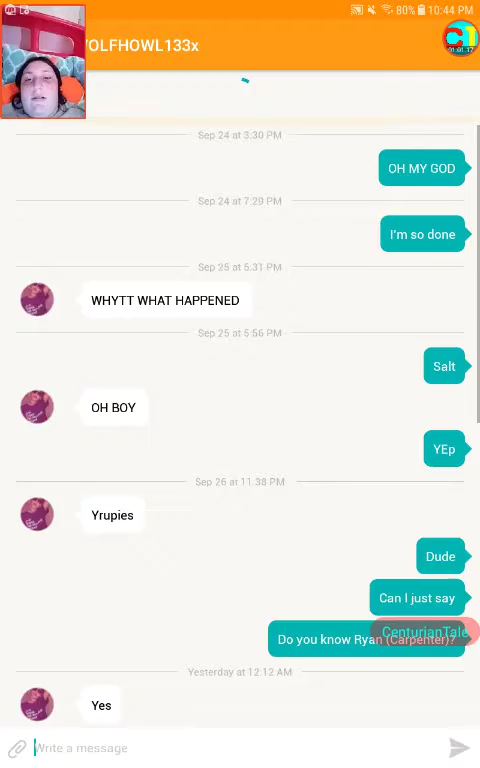 80% 10:44 PM
OLFHOWL133x
01:01:17
Sep 24 at 3:30 PM
OH MY GOD
Sep 24 at 7:29 PM
I'm so done
Sep 25 at 5:31 PM
WHYTT WHAT HAPPENED
Sep 25 at 5:56 PM
Salt
OH BOY
YEp
Sep 26 at 11:38 PM
Yrupies
Dude
Can I just say
CenturianTale
Do you know Ryan (Carpenter)?
Yesterday at 12:12 AM
Yes
Write a message